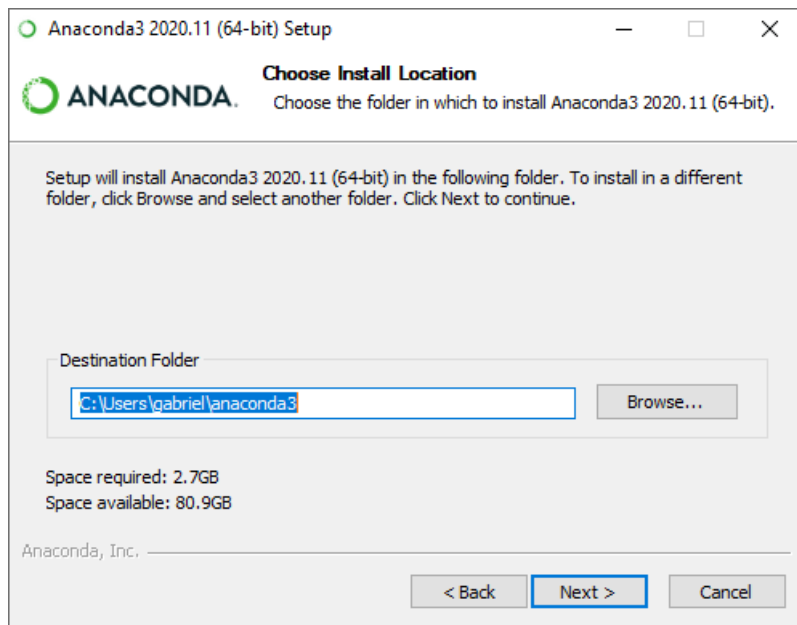 Anaconda3 2020.11 (64-bit) Setup
ANACONDA.
Choose Install Location
Choose the folder in which to install Anaconda3 2020.11 (64-bit).
Setup will install Anaconda3 2020.11 (64-bit) in the following folder. To install in a different
folder, click Browse and select another folder. Click Next to continue.
Destination Folder
C:\Users\gabriel\anaconda3
Browse...
Space required: 2.7GB
Space available: 80.9GB
Anaconda, Inc.
< Back
Next >
Cancel